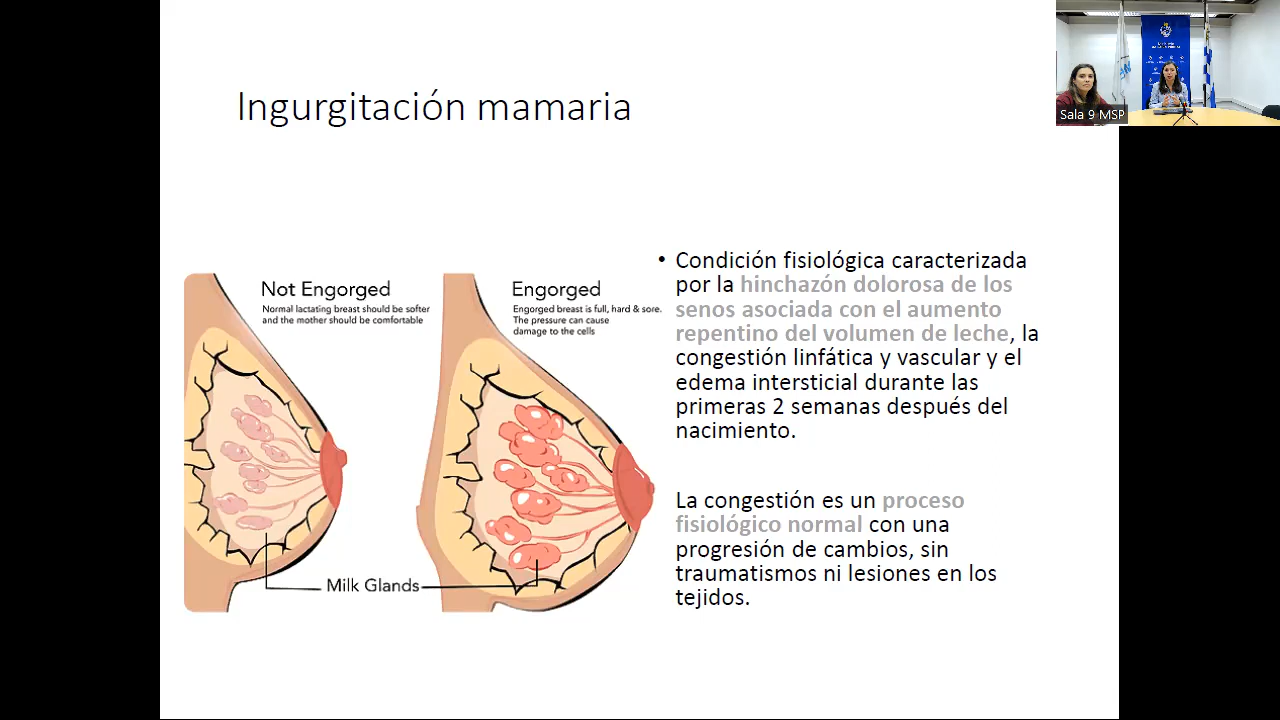 Ingurgitación mamaria
Sala 9 MSP
Not Engorged
Normal lactating breast should be softer
and the mother should be comfortable
Engorged
Engorged breast is full, hard & sore.
The pressure can cause
damage to the cells
Milk Glands
• Condición fisiológica caracterizada
por la hinchazón dolorosa de los
senos asociada con el aumento
repentino del volumen de leche, la
congestión linfática y vascular y el
edema intersticial durante las
primeras 2 semanas después del
nacimiento.
La congestión es un proceso
fisiológico normal con una
progresión de cambios, sin
traumatismos ni lesiones en los
tejidos.